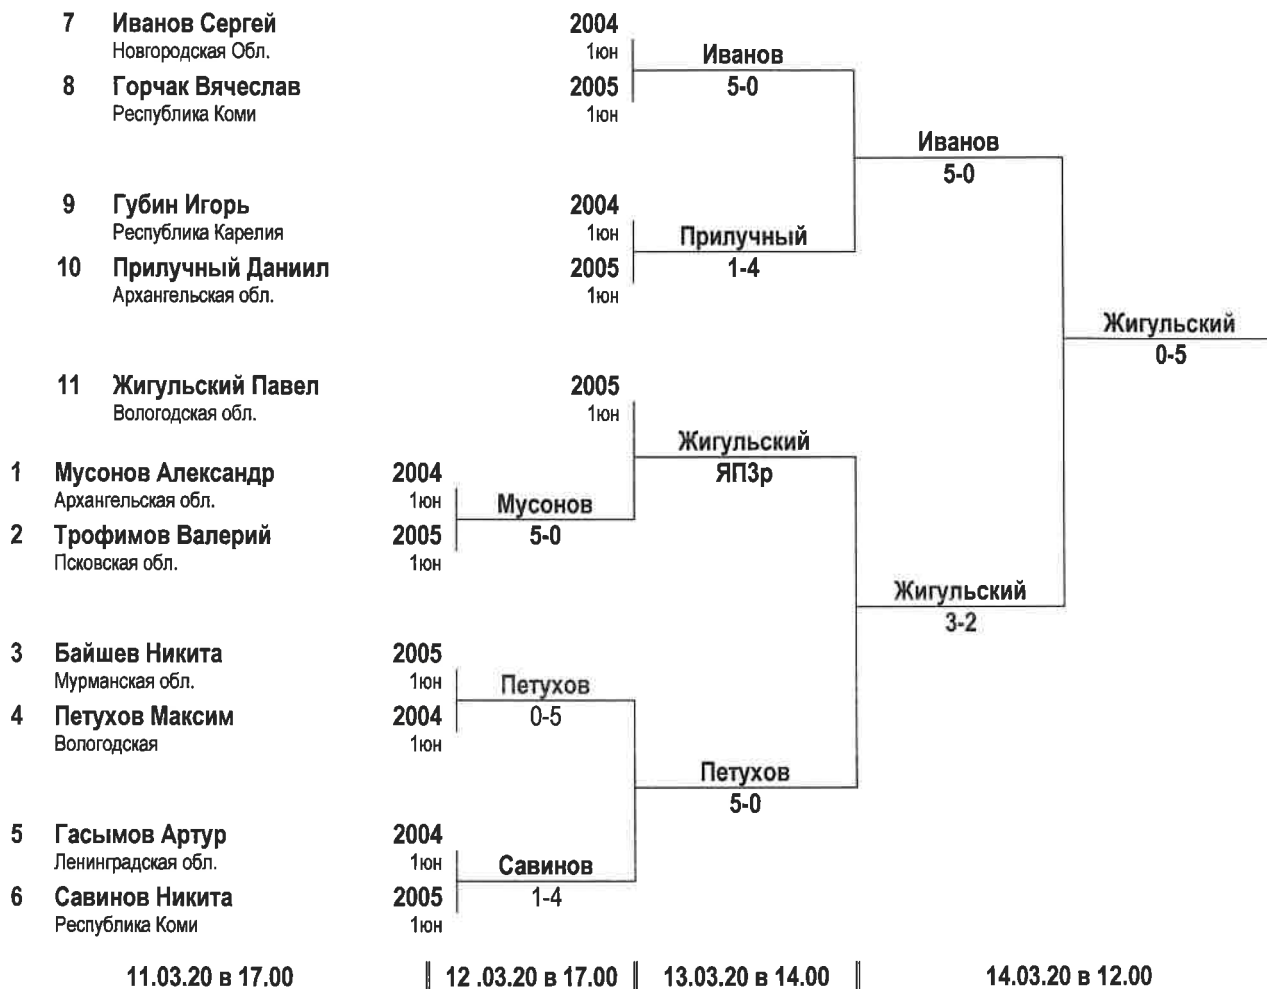 7 Иванов Сергей 2004
Новгородская Обл. 1юн
Иванов
8 Горчак Вячеслав 2005
5-0
Республика Коми 1юн
Иванов
5-0
9 Губин Игорь 2004
Республика Карелия 1юн
Прилучный
10 Прилучный Даниил 2005
1-4
Архангельская обл. 1юн
Жигульский
0-5
11 Жигульский Павел 2005
Вологодская обл. 1юн
Жигульский
ЯП3р
1 Мусонов Александр 2004
Архангельская обл. 1юн
Мусонов
2 Трофимов Валерий 2005
5-0
Псковская обл. 1юн
Жигульский
3-2
3 Байшев Никита 2005
Мурманская обл. 1юн
Петухов
4 Петухов Максим 2004
0-5
Вологодская 1юн
Петухов
5-0
5 Гасымов Артур 2004
Ленинградская обл. 1юн
Савинов
6 Савинов Никита 2005
1-4
Республика Коми 1юн
11.03.20 в 17.00 12 .03.20 в 17.00 13.03.20 в 14.00 14.03.20 в 12.00